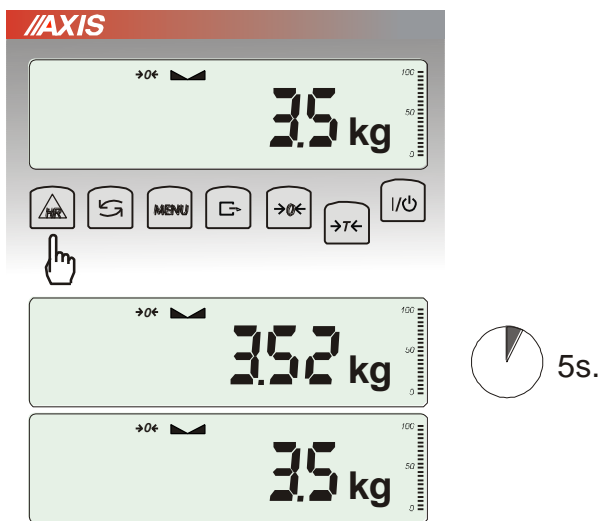 //AXIS
→0←
100
3.5 kg
50
0
HR MENU →0← →T← I/
→0←
100
3.52 kg
50
0
5s.
→0←
100
3.5 kg
50
0